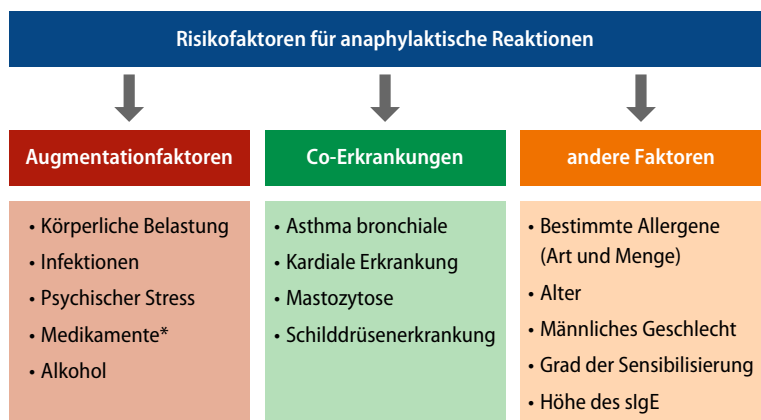 Risikofaktoren für anaphylaktische Reaktionen
Augmentationfaktoren
• Körperliche Belastung
• Infektionen
• Psychischer Stress
• Medikamente*
• Alkohol
Co-Erkrankungen
• Asthma bronchiale
• Kardiale Erkrankung
• Mastozytose
• Schilddrüsenerkrankung
andere Faktoren
• Bestimmte Allergene
(Art und Menge)
• Alter
• Männliches Geschlecht
• Grad der Sensibilisierung
• Höhe des sIgE